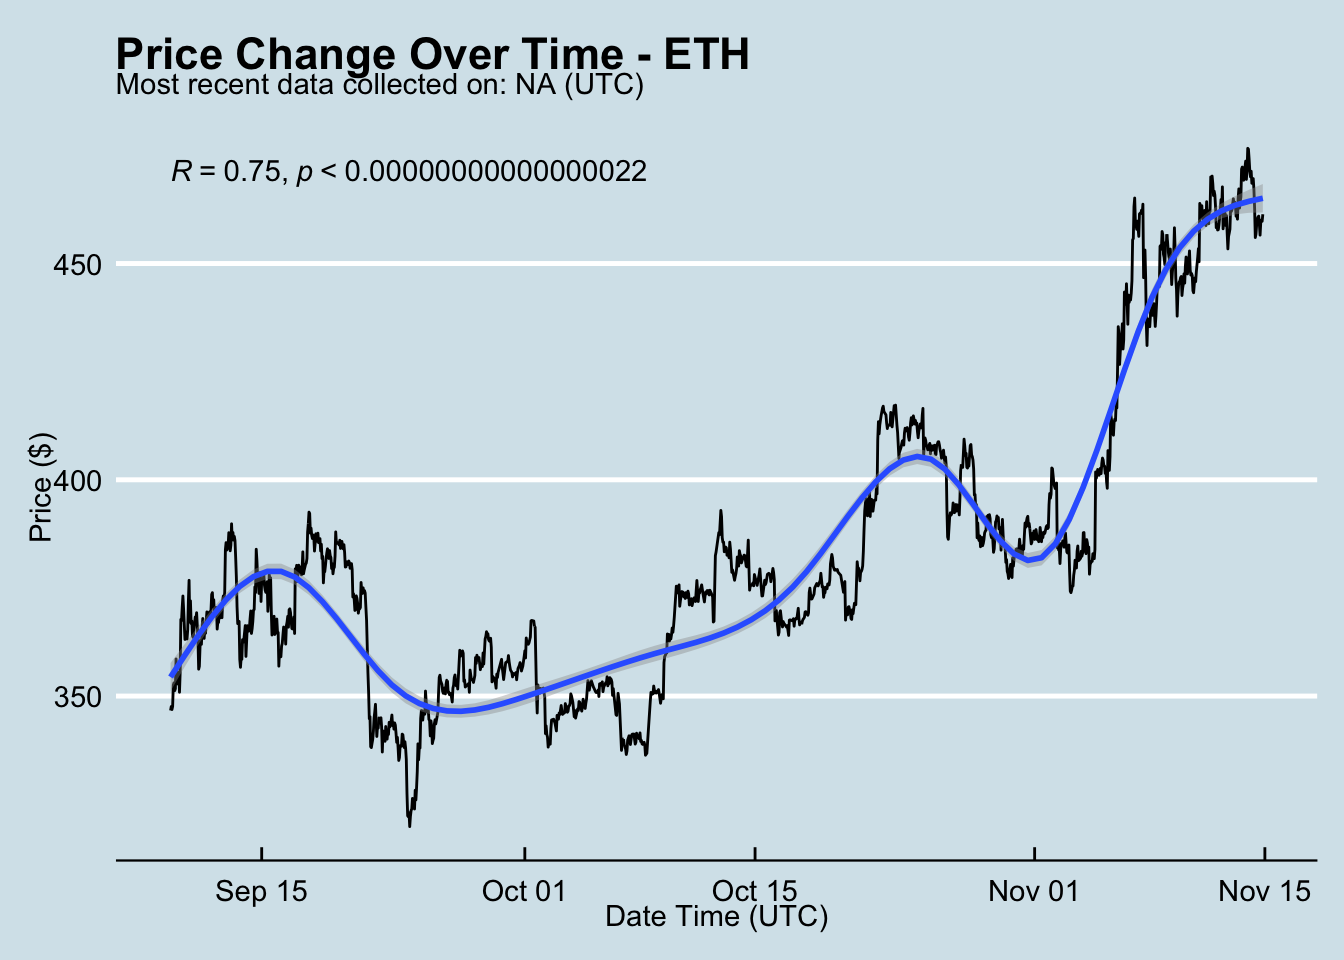 Price Change Over Time - ETH
Most recent data collected on: NA (UTC)
R = 0.75, p < 0.00000000000000022
450
400
350
Price ($)
Sep 15
Oct 01
Oct 15
Nov 01
Nov 15
Date Time (UTC)